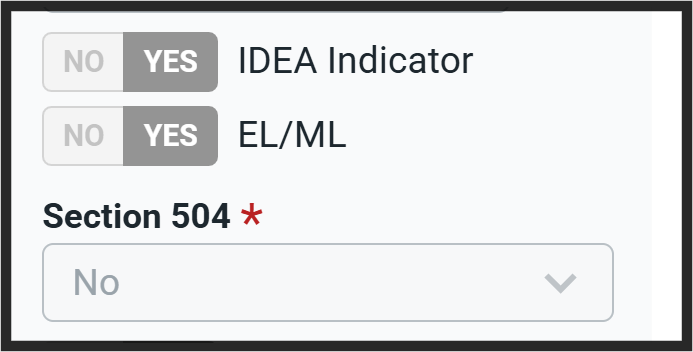 NO YES IDEA Indicator
NO YES EL/ML
Section 504 *
No